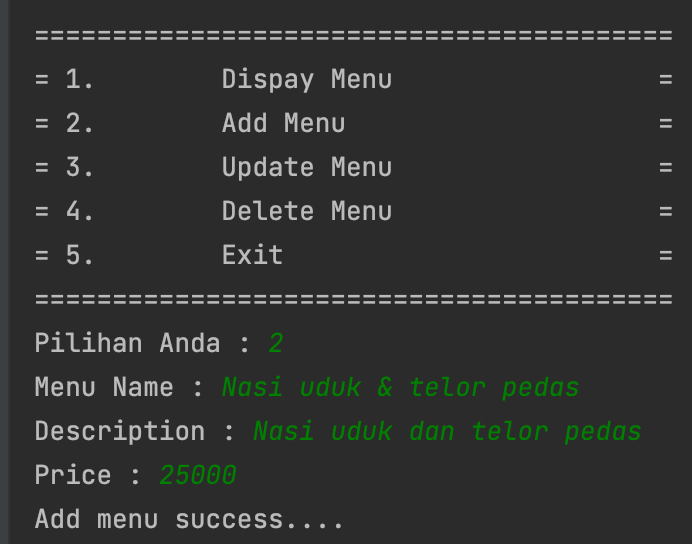 =========================================
= 1.        Dispay Menu                 =
= 2.        Add Menu                    =
= 3.        Update Menu                 =
= 4.        Delete Menu                 =
= 5.        Exit                        =
=========================================
Pilihan Anda : 2
Menu Name : Nasi uduk & telor pedas
Description : Nasi uduk dan telor pedas
Price : 25000
Add menu success....